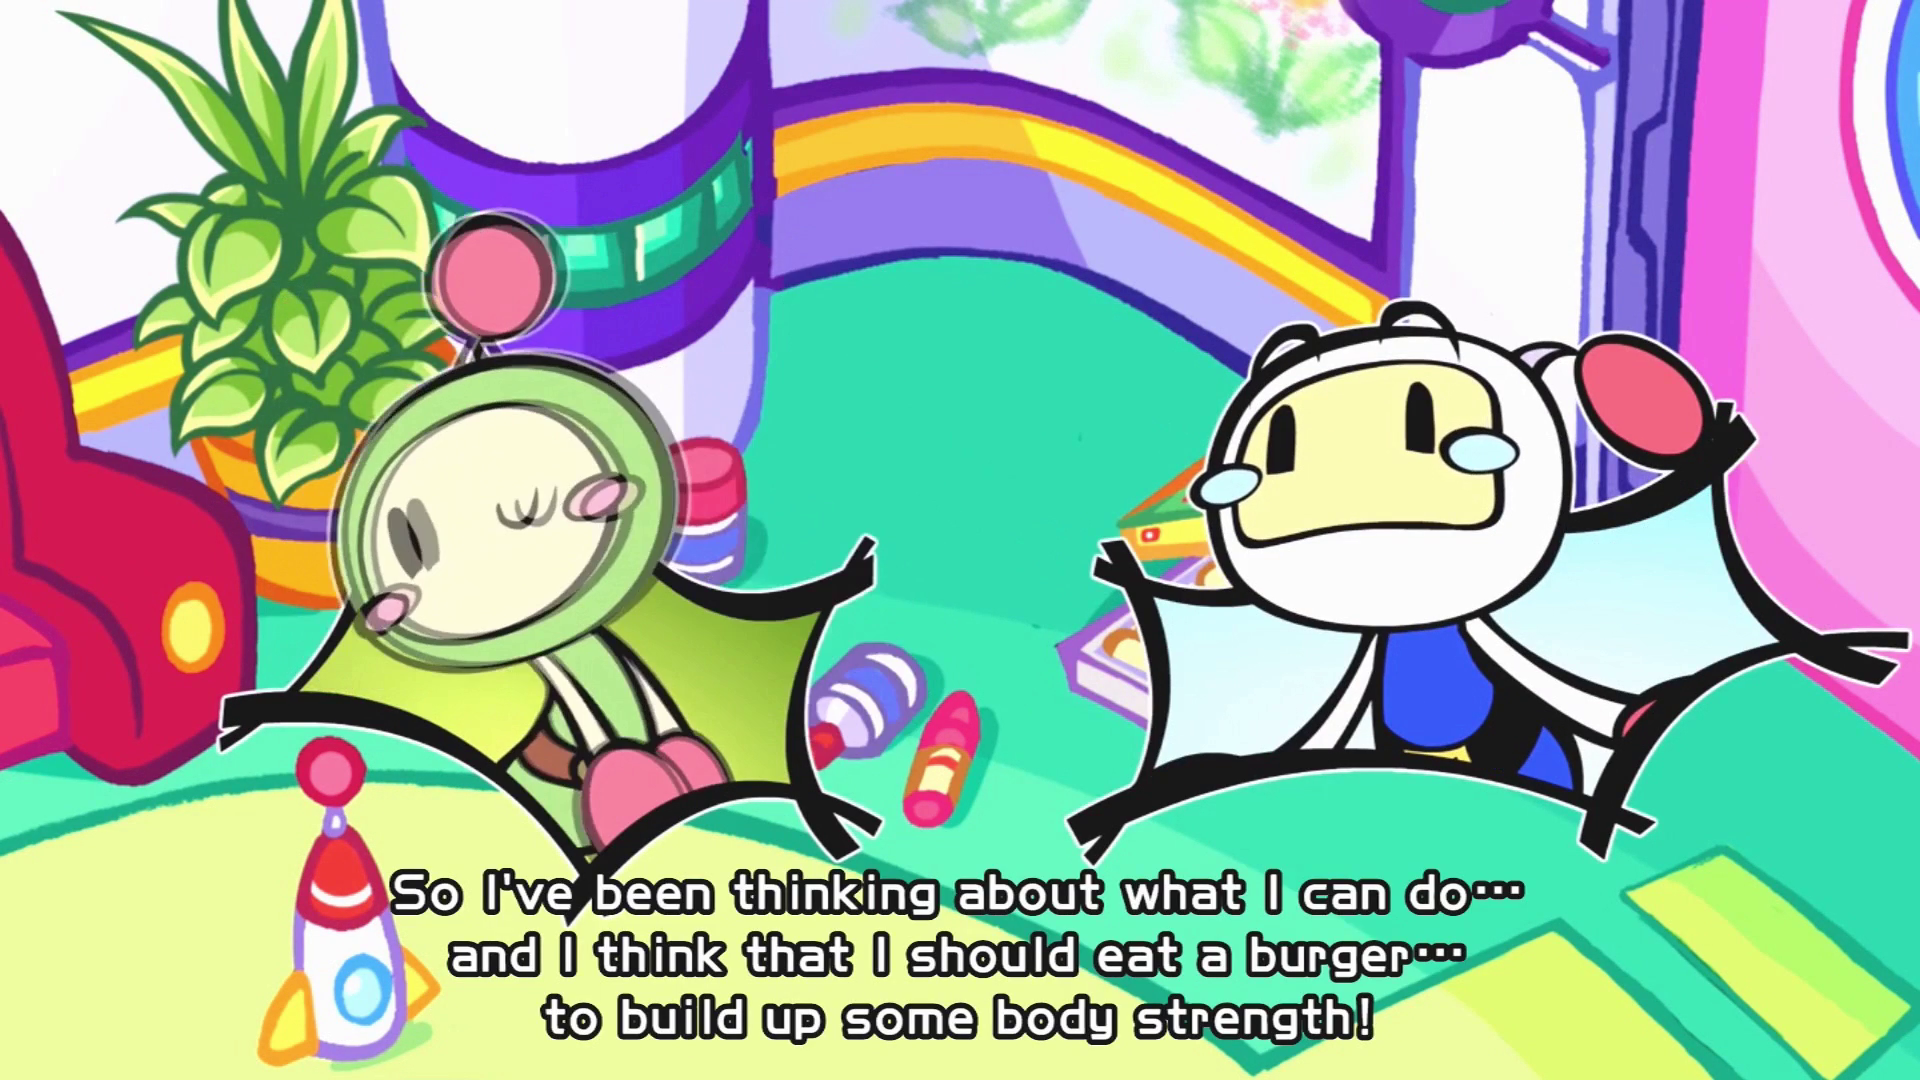 So I've been thinking about what I can do…
and I think that I should eat a burger…
to build up some body strength!